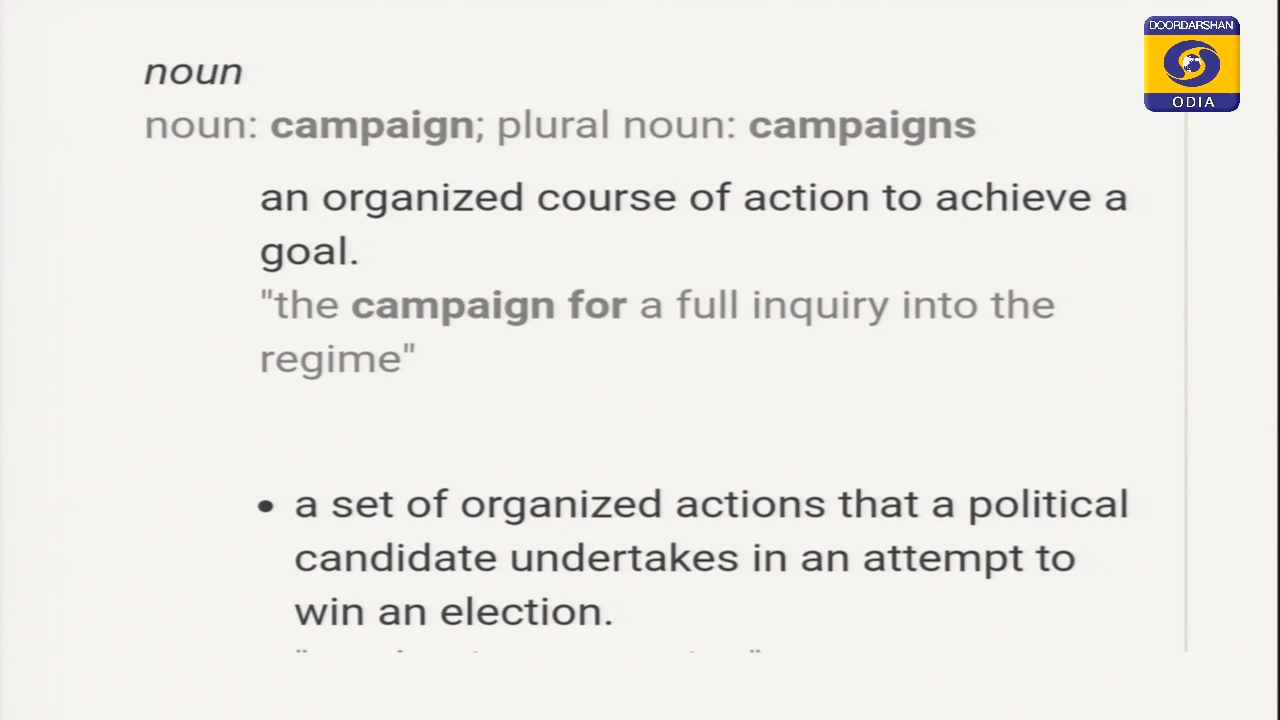 DOORDARSHAN
ODIA
noun
noun: campaign; plural noun: campaigns
an organized course of action to achieve a
goal.
"the campaign for a full inquiry into the
regime"
• a set of organized actions that a political
candidate undertakes in an attempt to
win an election.